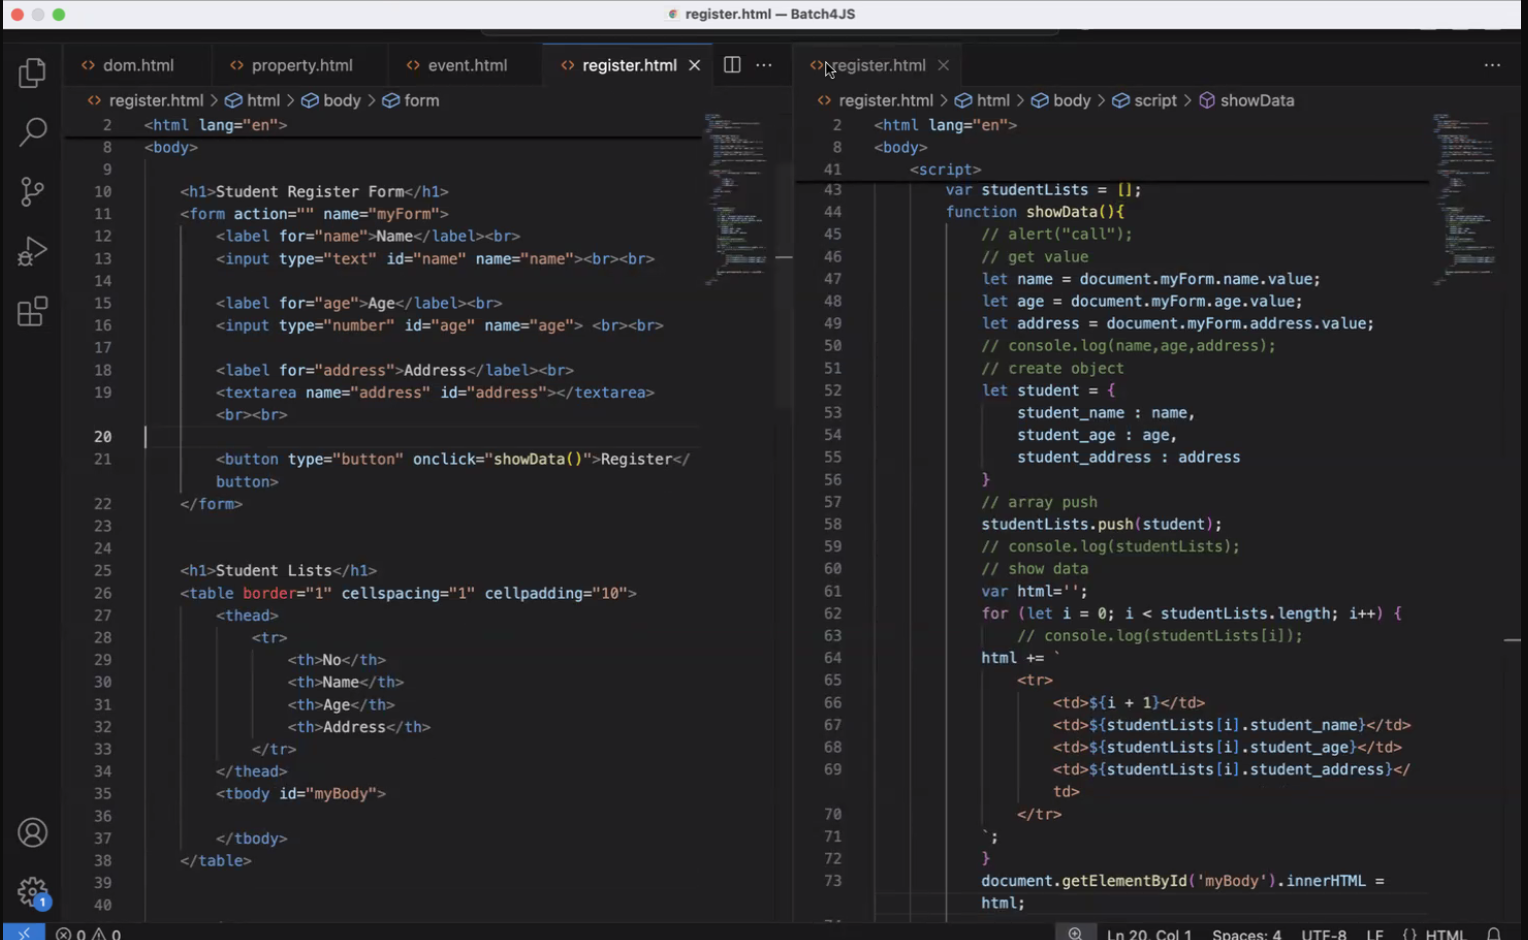 register.html — Batch4JS
dom.html
property.html
event.html
register.html
register.html > html > body > form
2 <html lang="en">
8 <body>
9
10 <h1>Student Register Form</h1>
11 <form action="" name="myForm">
12 <label for="name">Name</label><br>
13 <input type="text" id="name" name="name"><br><br>
14
15 <label for="age">Age</label><br>
16 <input type="number" id="age" name="age"> <br><br>
17
18 <label for="address">Address</label><br>
19 <textarea name="address" id="address"></textarea>
<br><br>
20
21 <button type="button" onclick="showData()">Register</
button>
22 </form>
23
24
25 <h1>Student Lists</h1>
26 <table border="1" cellspacing="1" cellpadding="10">
27 <thead>
28 <tr>
29 <th>No</th>
30 <th>Name</th>
31 <th>Age</th>
32 <th>Address</th>
33 </tr>
34 </thead>
35 <tbody id="myBody">
36
37 </tbody>
38 </table>
39
40
register.html
register.html > html > body > script > showData
2 <html lang="en">
8 <body>
41 <script>
43 var studentLists = [];
44 function showData(){
45 // alert("call");
46 // get value
47 let name = document.myForm.name.value;
48 let age = document.myForm.age.value;
49 let address = document.myForm.address.value;
50 // console.log(name,age,address);
51 // create object
52 let student = {
53 student_name : name,
54 student_age : age,
55 student_address : address
56 }
57 // array push
58 studentLists.push(student);
59 // console.log(studentLists);
60 // show data
61 var html='';
62 for (let i = 0; i < studentLists.length; i++) {
63 // console.log(studentLists[i]);
64 html += `
65 <tr>
66 <td>${i + 1}</td>
67 <td>${studentLists[i].student_name}</td>
68 <td>${studentLists[i].student_age}</td>
69 <td>${studentLists[i].student_address}</
td>
70 </tr>
71 `;
72 }
73 document.getElementById('myBody').innerHTML =
html;
1
0 0
Ln 20, Col 1 Spaces: 4 UTF-8 LF {} HTML